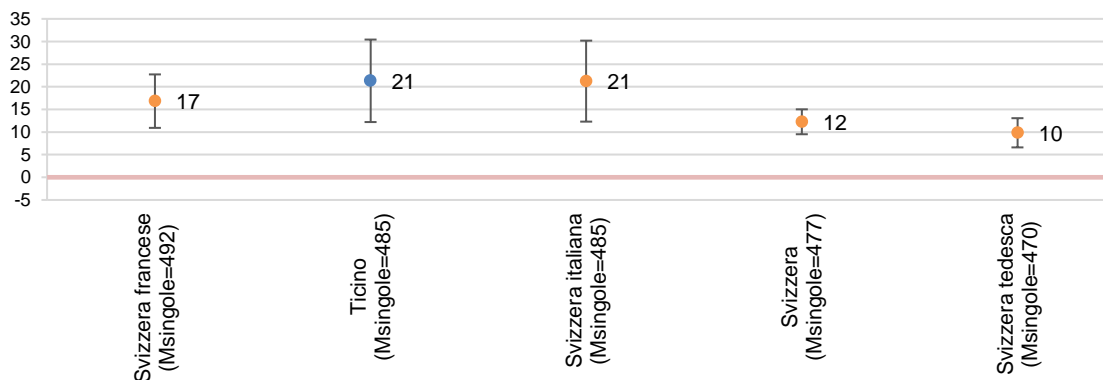 35
30
25
20
15
10
5
0
-5
17
21
21
12
10
Svizzera francese
(Msingole=492)
Ticino
(Msingole=485)
Svizzera italiana
(Msingole=485)
Svizzera
(Msingole=477)
Svizzera tedesca
(Msingole=470)